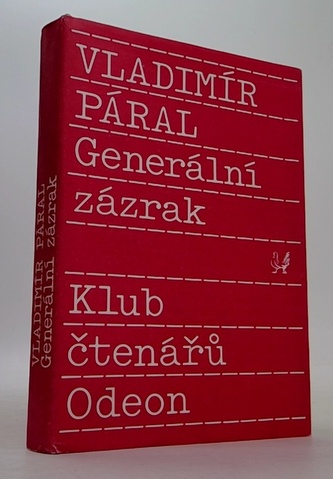 VLADIMÍR
PÁRAL
Generální
zázrak
Klub
čtenářů
Odeon
VLADIMÍR PÁRAL
Generální zázrak